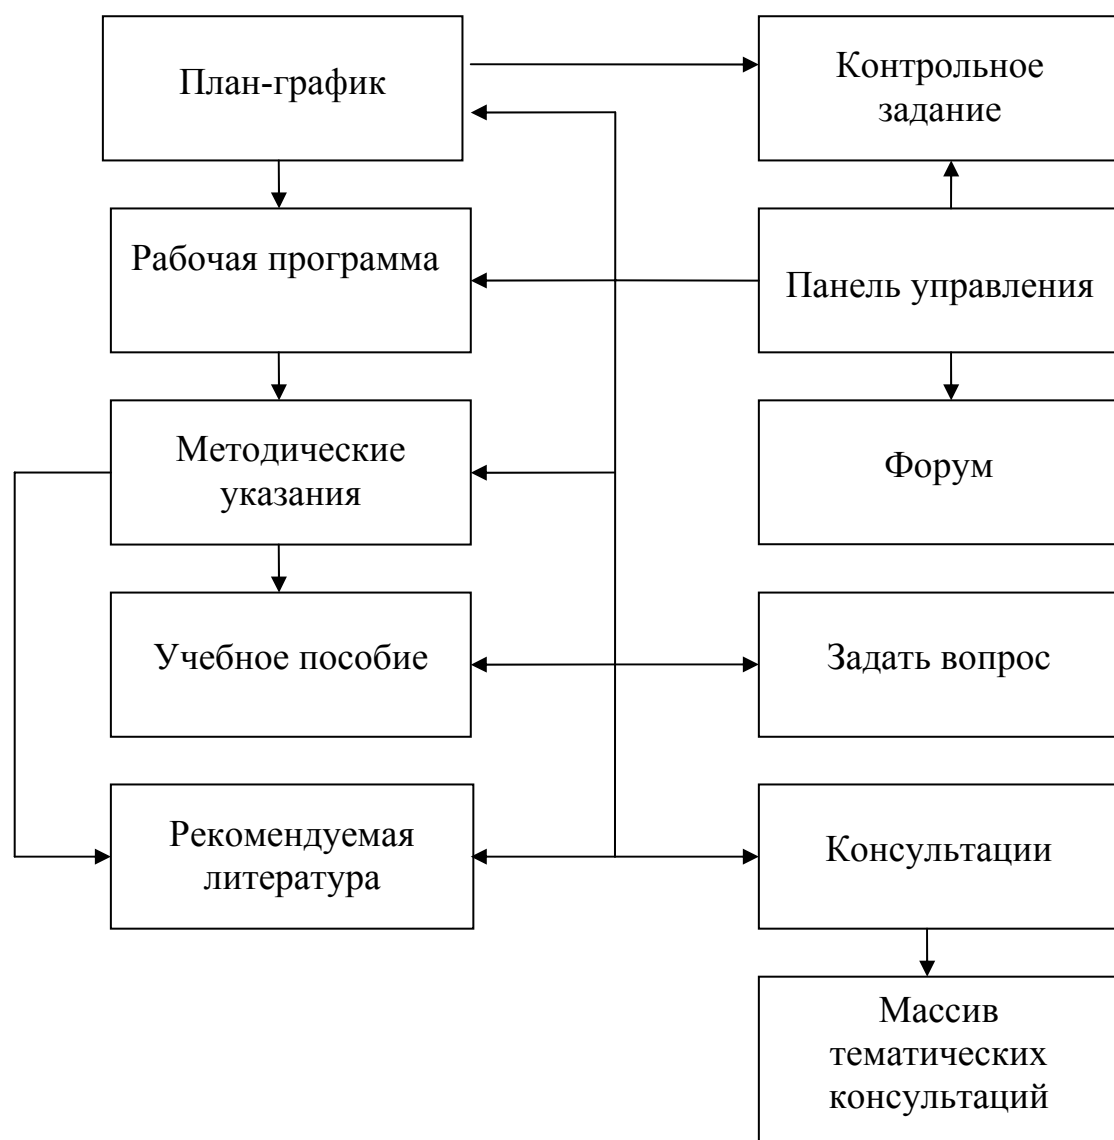 План-график
Контрольное
задание
Рабочая программа
Панель управления
Методические
указания
Форум
Учебное пособие
Задать вопрос
Рекомендуемая
литература
Консультации
Массив
тематических
консультаций